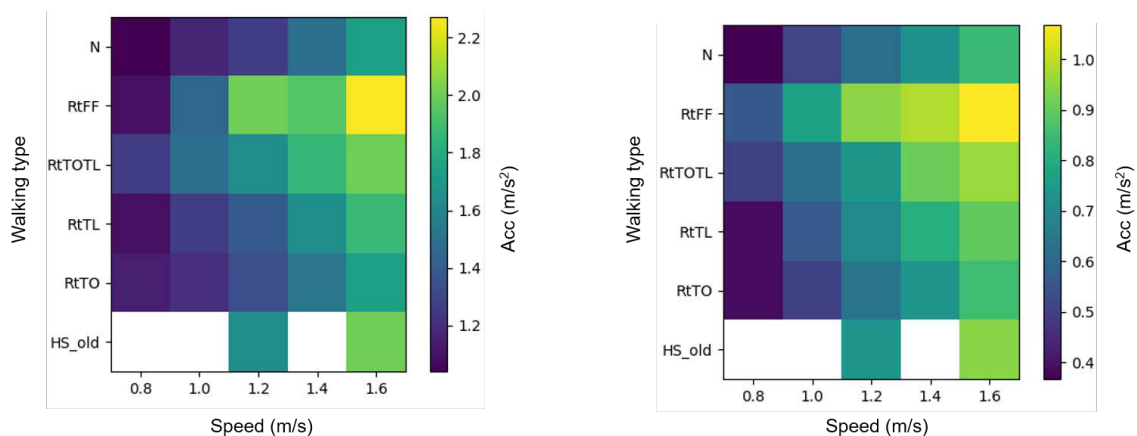 Walking type
N
RtFF
RtTOTL
RtTL
RtTO
HS_old
0.8 1.0 1.2 1.4 1.6
Speed (m/s)
2.2
2.0
1.8
1.6
1.4
1.2
Acc (m/s²)
Walking type
N
RtFF
RtTOTL
RtTL
RtTO
HS_old
0.8 1.0 1.2 1.4 1.6
Speed (m/s)
1.0
0.9
0.8
0.7
0.6
0.5
0.4
Acc (m/s²)